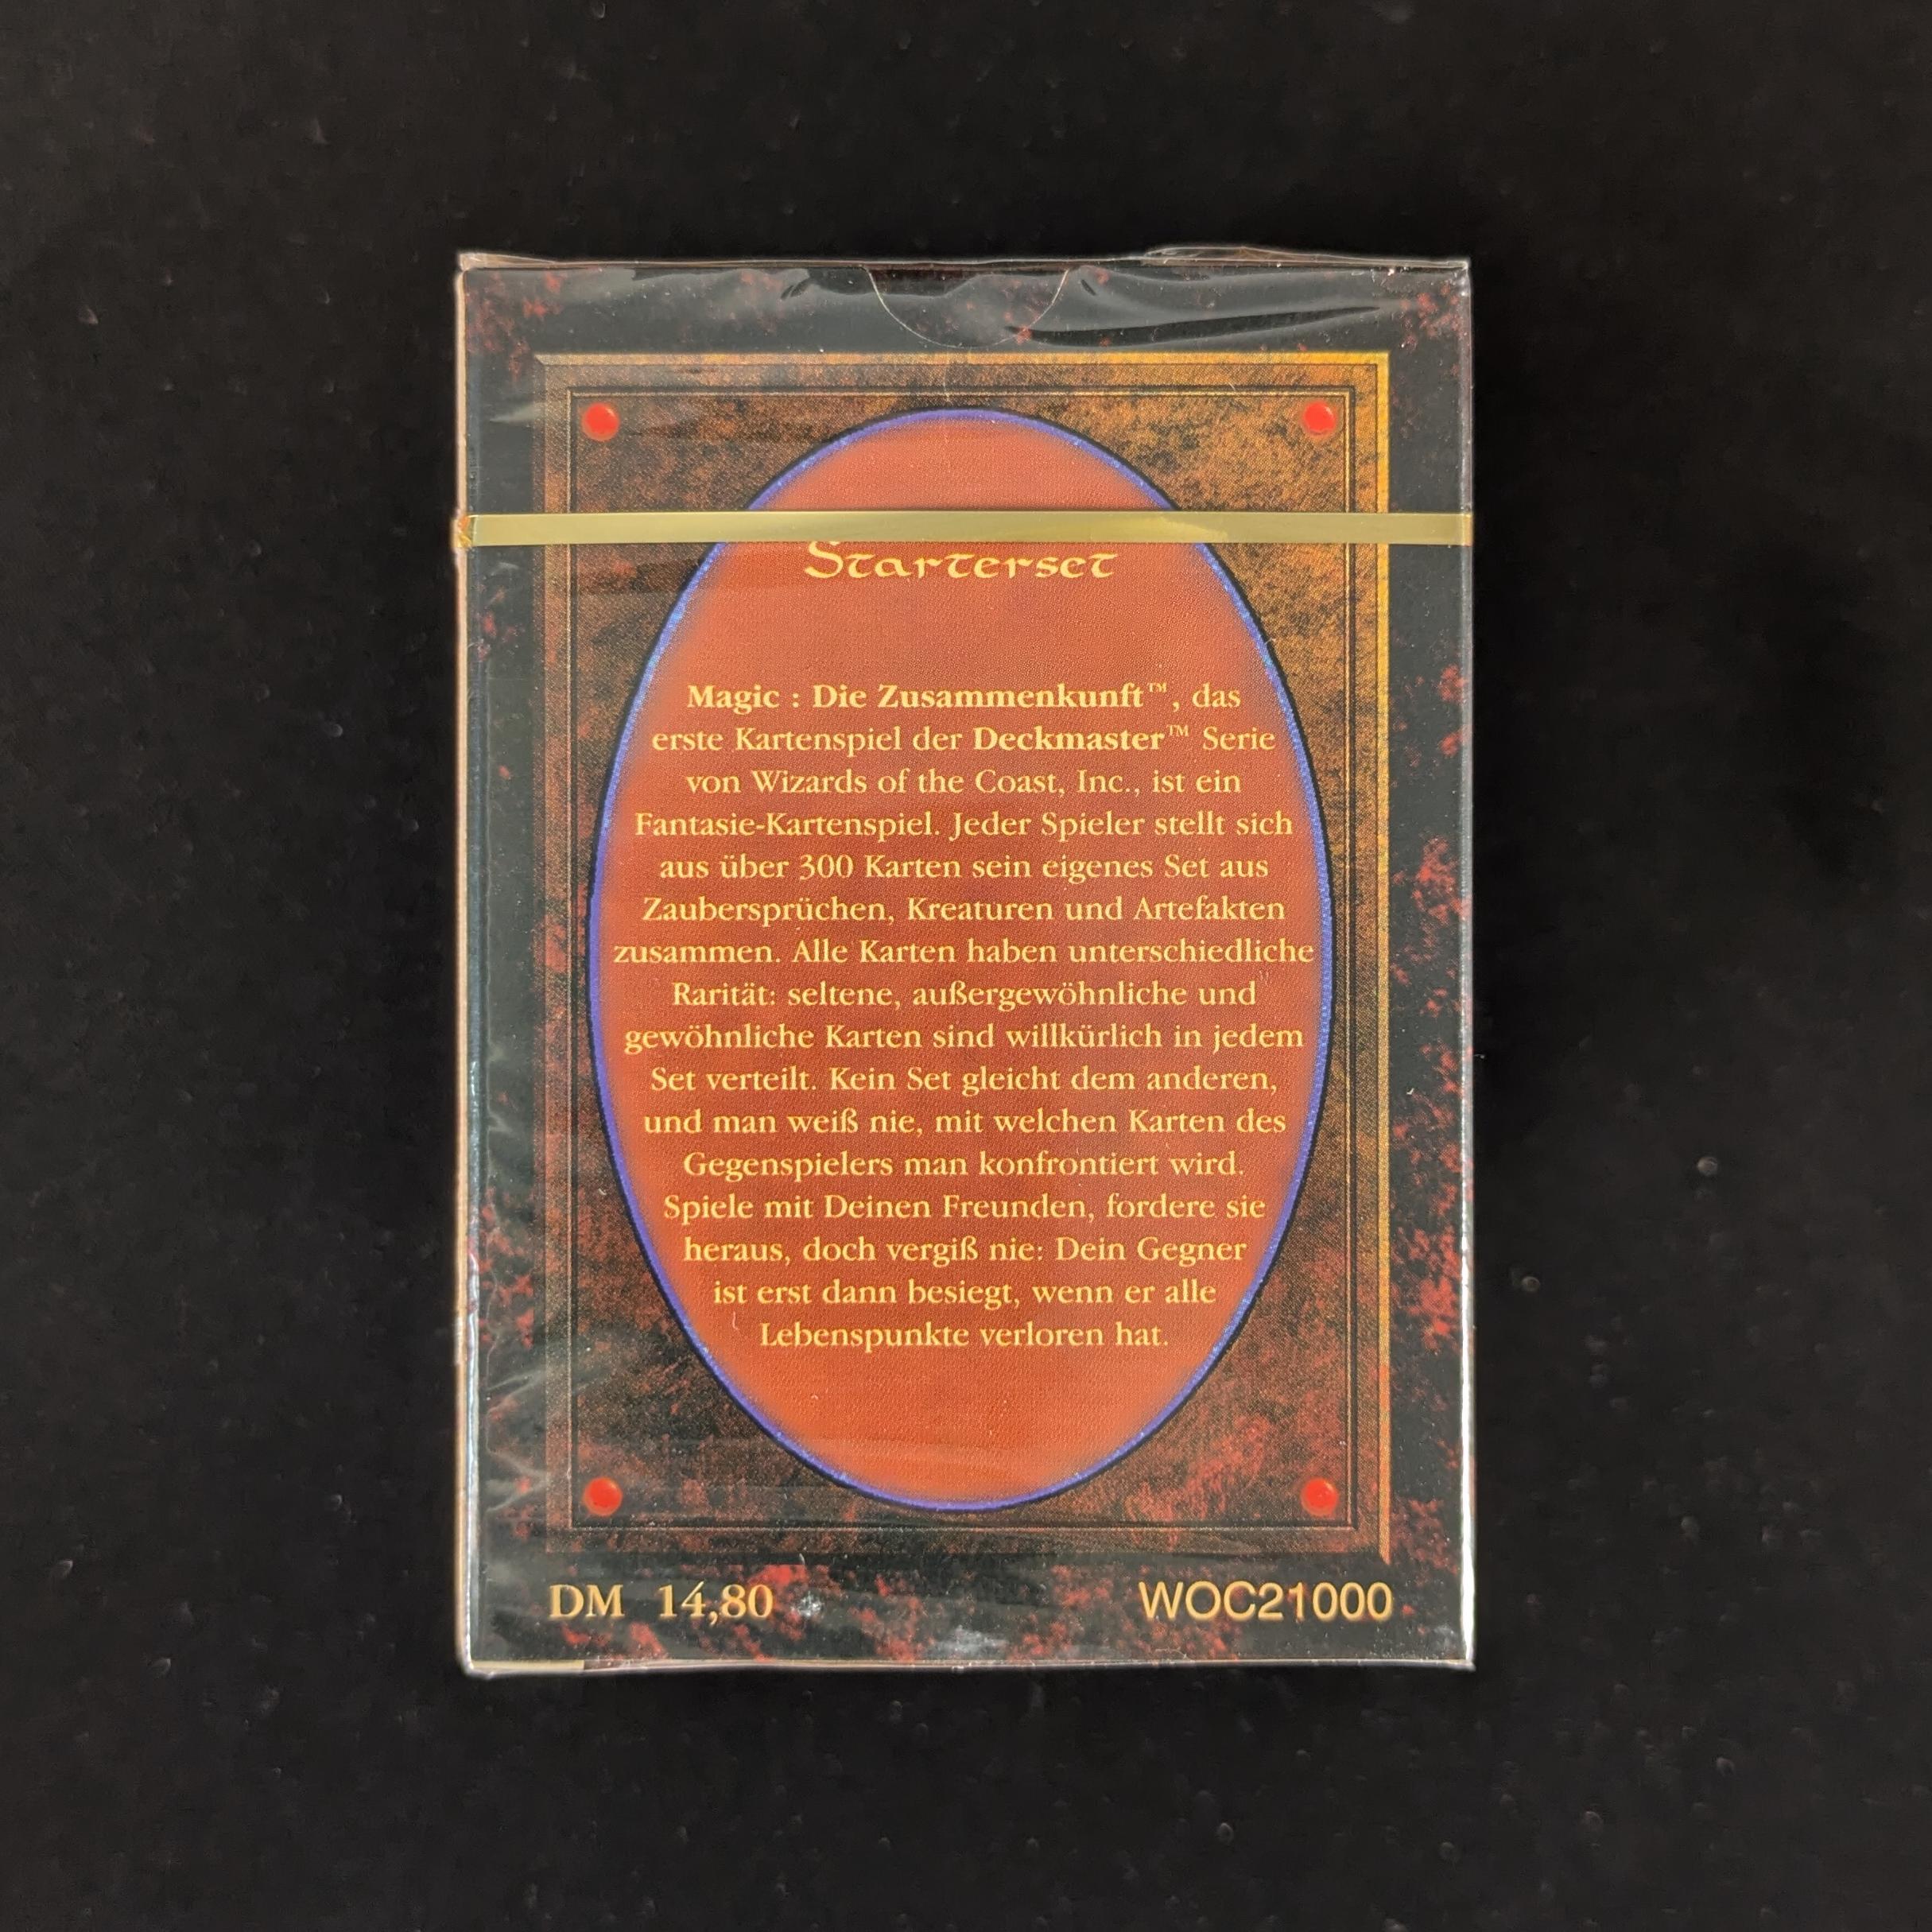 Starterset
Magic : Die Zusammenkunft™, das
erste Kartenspiel der Deckmaster™ Serie
von Wizards of the Coast, Inc., ist ein
Fantasie-Kartenspiel. Jeder Spieler stellt sich
aus über 300 Karten sein eigenes Set aus
Zaubersprüchen, Kreaturen und Artefakten
zusammen. Alle Karten haben unterschiedliche
Rarität: seltene, außergewöhnliche und
gewöhnliche Karten sind willkürlich in jedem
Set verteilt. Kein Set gleicht dem anderen,
und man weiß nie, mit welchen Karten des
Gegenspielers man konfrontiert wird.
Spiele mit Deinen Freunden, fordere sie
heraus, doch vergiß nie: Dein Gegner
ist erst dann besiegt, wenn er alle
Lebenspunkte verloren hat.
DM 14,80
WOC21000